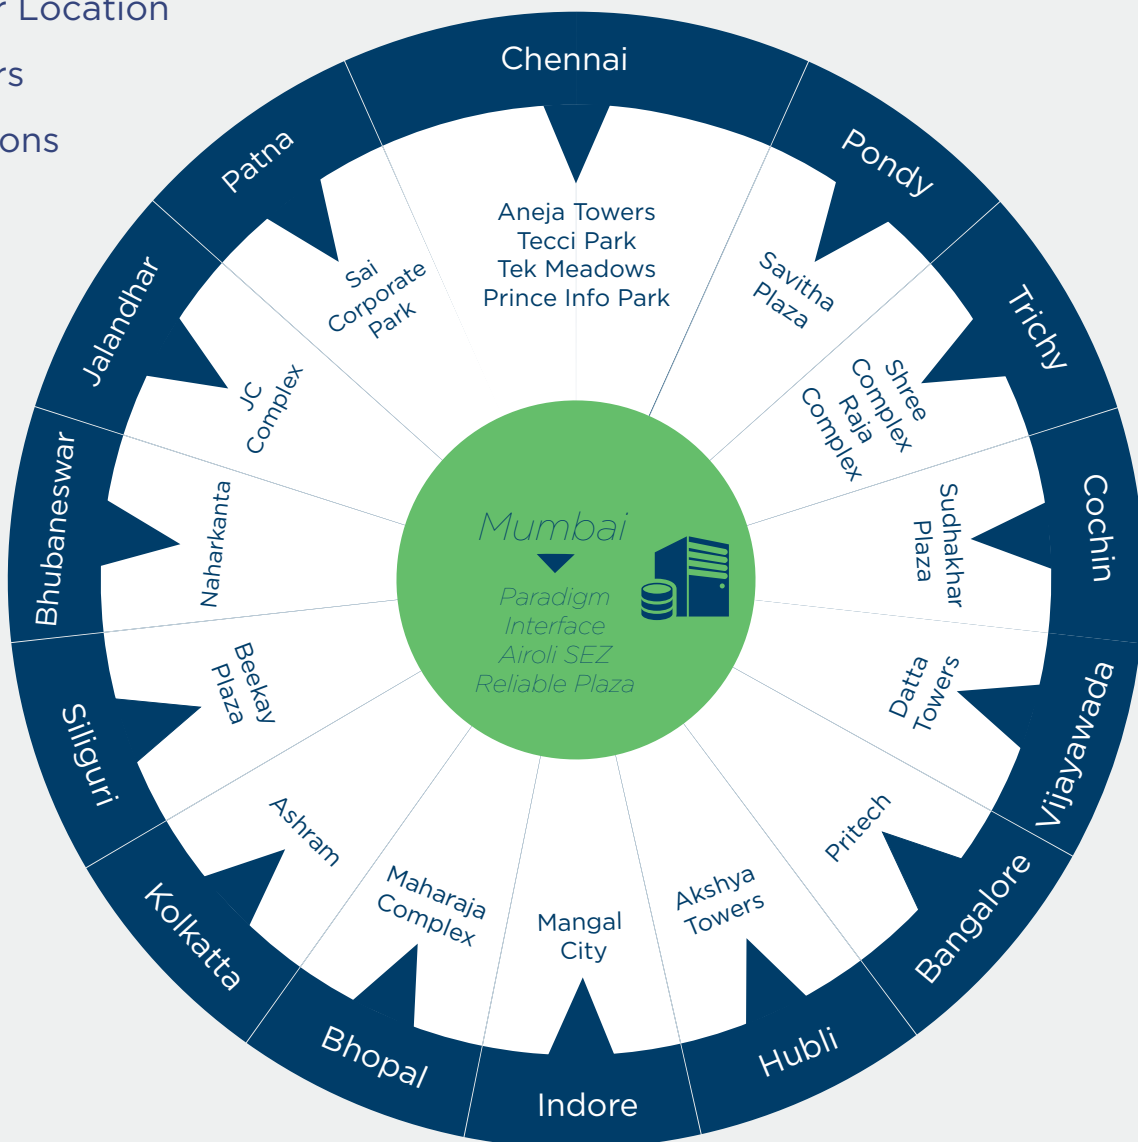 r Location
rs
ons
Chennai
Aneja Towers
Tecci Park
Tek Meadows
Prince Info Park
Pondy
Savitha
Plaza
Trichy
Shree
Complex
Raja
Complex
Cochin
Sudhakhar
Plaza
Vijayawada
Datta
Towers
Bangalore
Pritech
Hubli
Akshya
Towers
Indore
Mangal
City
Bhopal
Maharaja
Complex
Kolkatta
Ashram
Siliguri
Beekay
Plaza
Bhubaneswar
Naharkanta
Jalandhar
JC
Complex
Patna
Sai
Corporate
Park
Mumbai
Paradigm
Interface
Airoli SEZ
Reliable Plaza